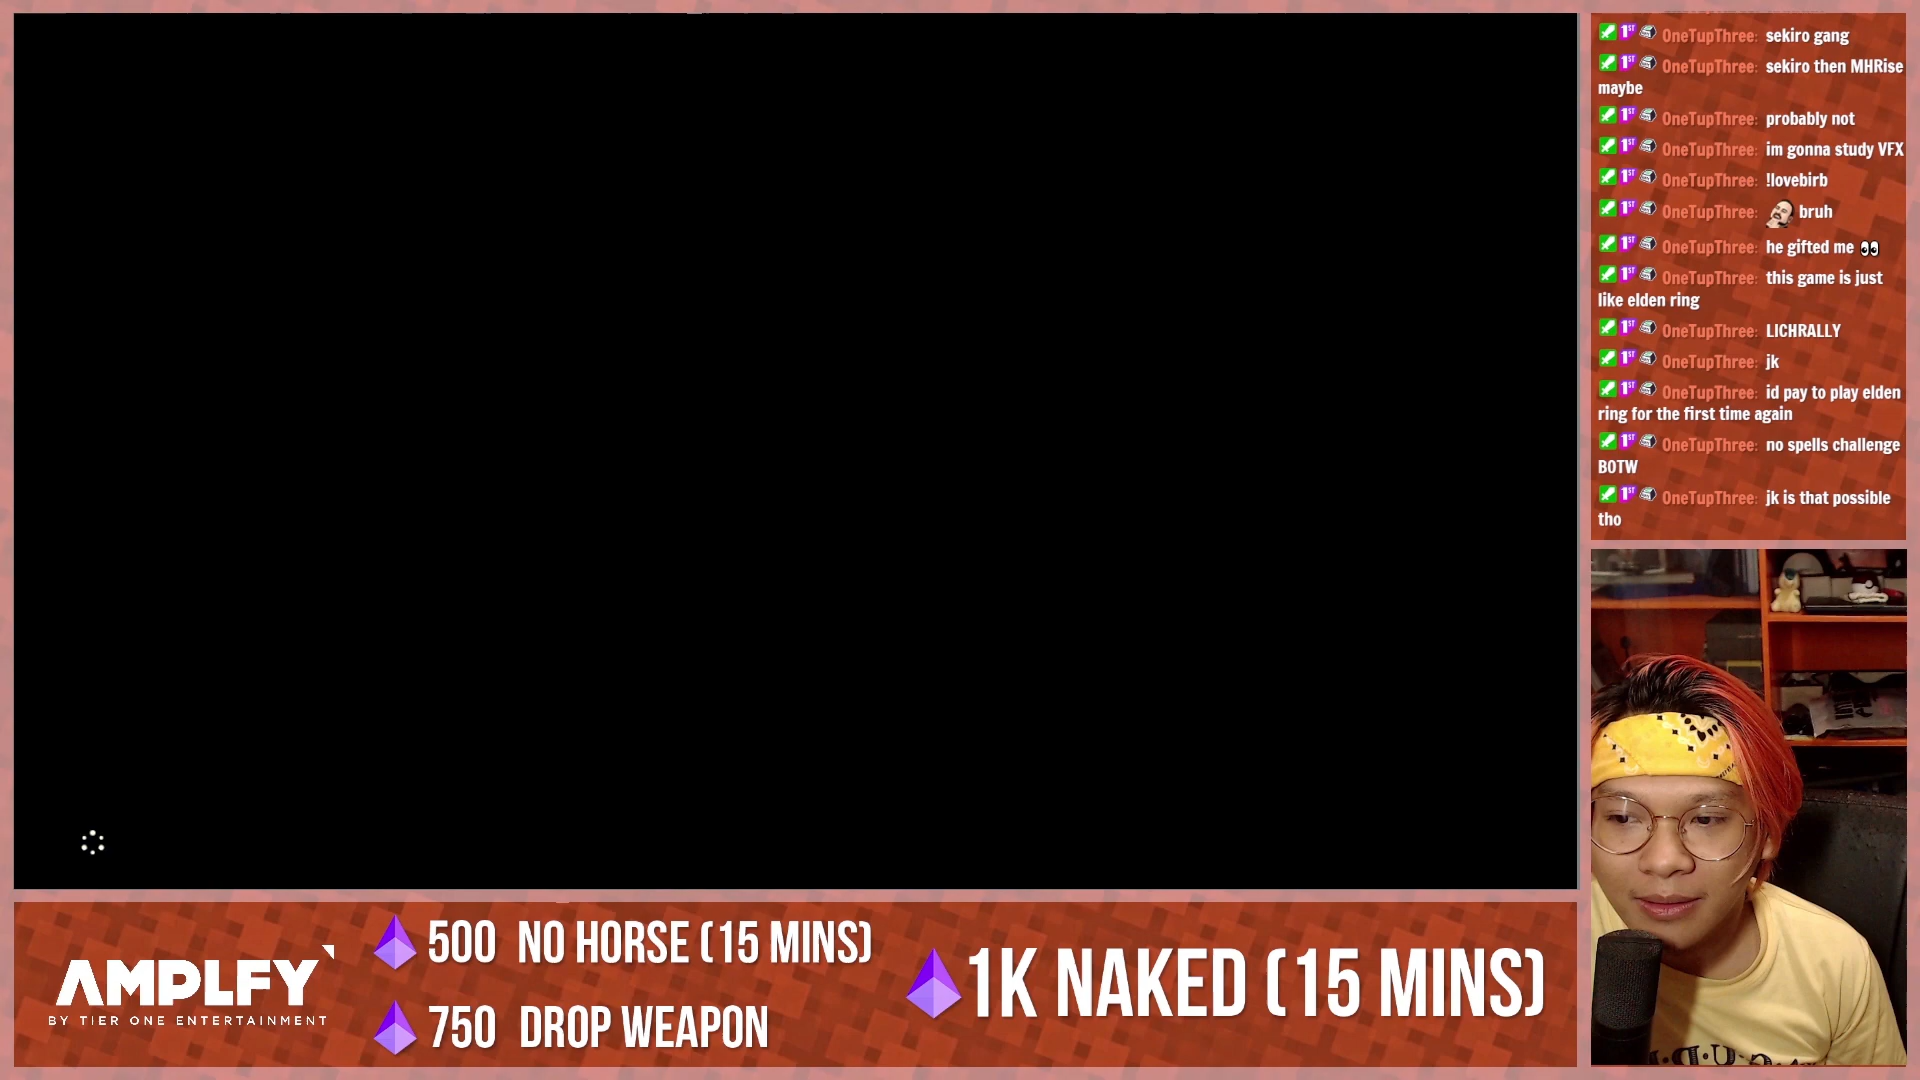 OneTupThree: sekiro gang
OneTupThree: sekiro then MHRise
maybe
OneTupThree: probably not
OneTupThree: im gonna study VFX
OneTupThree: !lovebirb
OneTupThree: bruh
OneTupThree: he gifted me 👀
OneTupThree: this game is just
like elden ring
OneTupThree: LICHRALLY
OneTupThree: jk
OneTupThree: id pay to play elden
ring for the first time again
OneTupThree: no spells challenge
BOTW
OneTupThree: jk is that possible
tho
AMPLFY
BY TIER ONE ENTERTAINMENT
500 NO HORSE (15 MINS)
750 DROP WEAPON
1K NAKED (15 MINS)